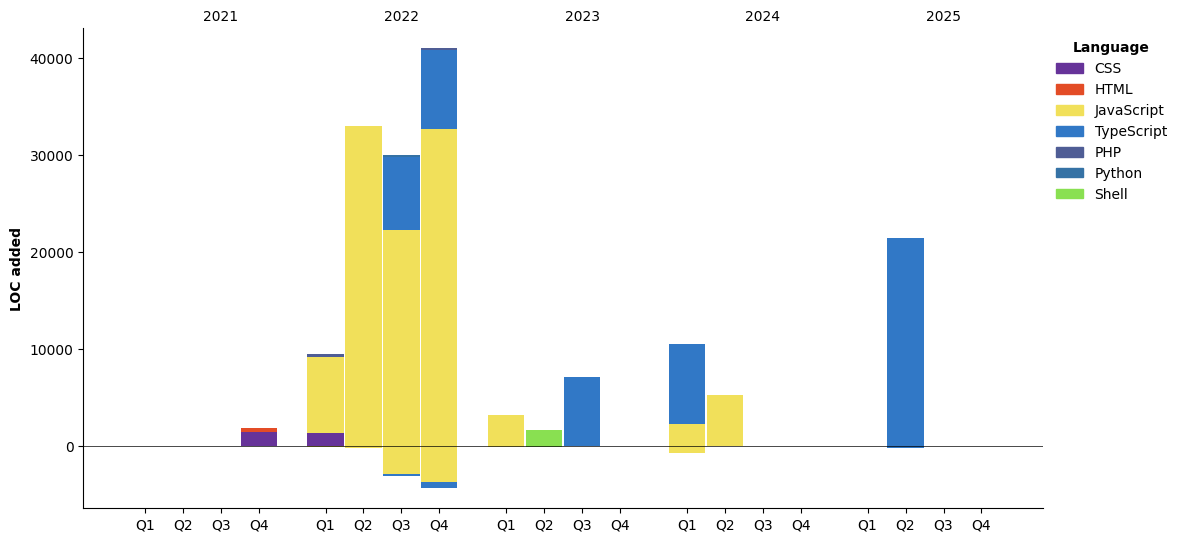 2021 2022 2023 2024 2025
Language
CSS
HTML
JavaScript
TypeScript
PHP
Python
Shell
LOC added
40000
30000
20000
10000
0
Q1 Q2 Q3 Q4 Q1 Q2 Q3 Q4 Q1 Q2 Q3 Q4 Q1 Q2 Q3 Q4 Q1 Q2 Q3 Q4